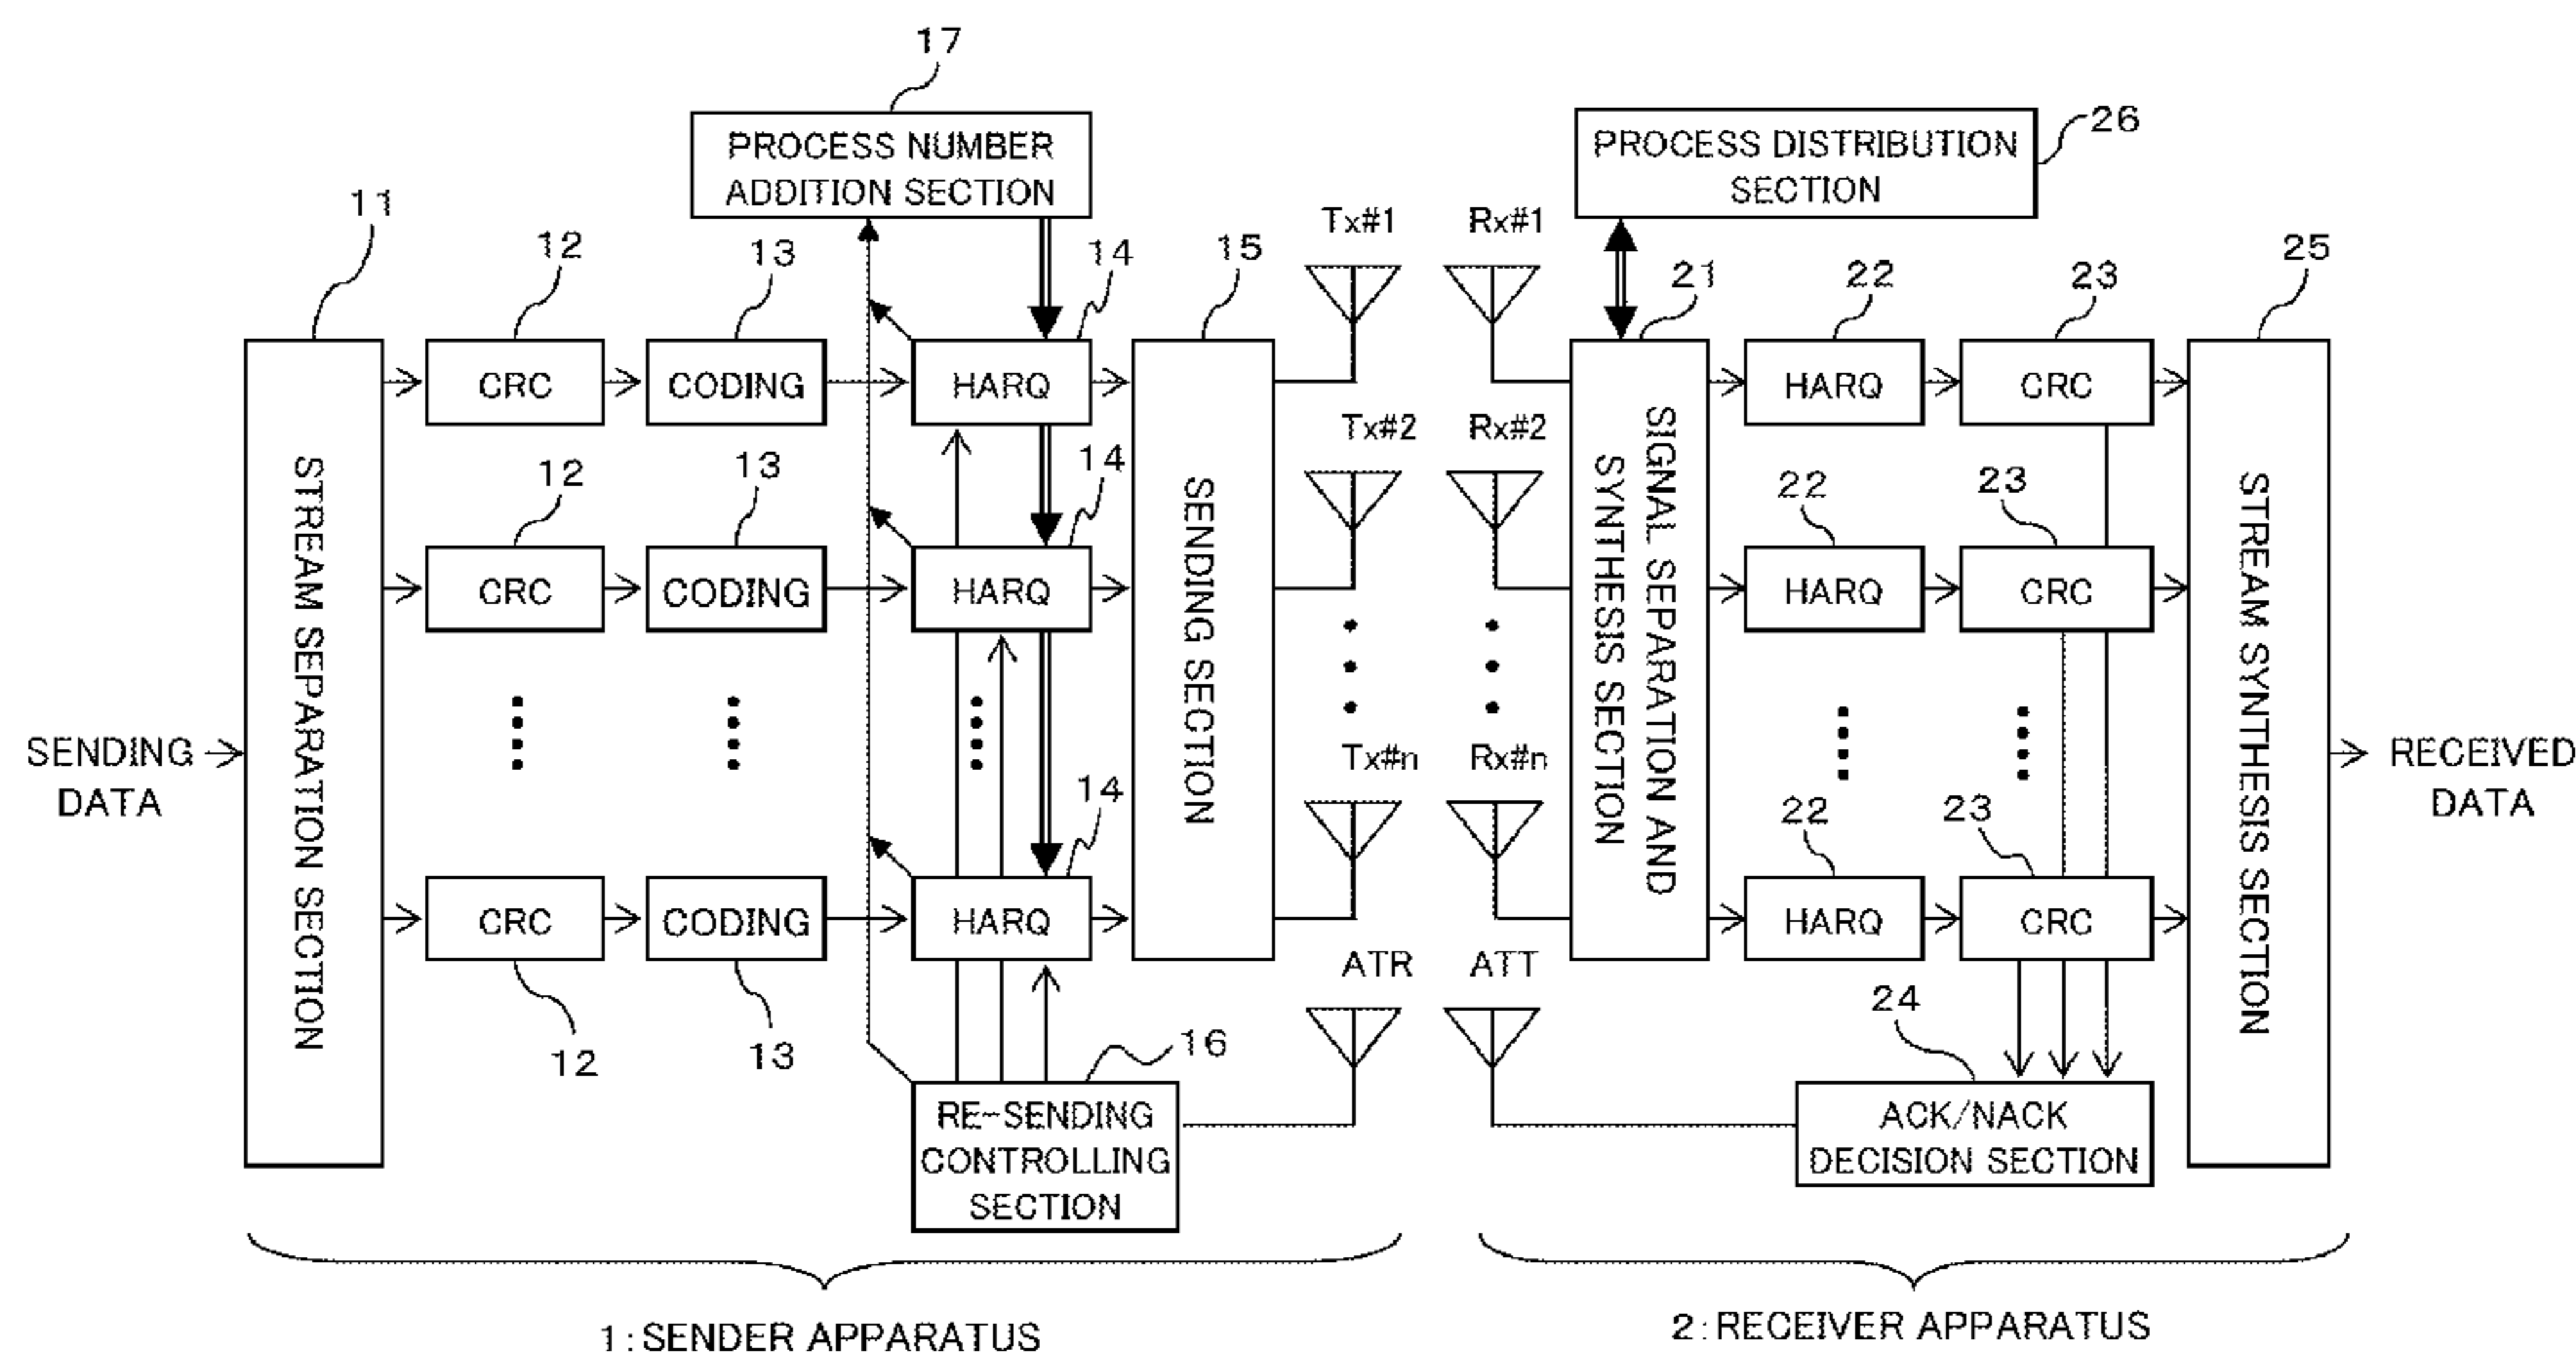 17
PROCESS NUMBER
ADDITION SECTION
PROCESS DISTRIBUTION
SECTION
26
11
12
13
14
15
Tx#1
Rx#1
21
22
23
25
CRC
CODING
HARQ
HARQ
CRC
12
13
14
Tx#2
Rx#2
22
23
CRC
CODING
HARQ
HARQ
CRC
STREAM SEPARATION SECTION
SENDING SECTION
SIGNAL SEPARATION AND
SYNTHESIS SECTION
STREAM SYNTHESIS SECTION
SENDING
DATA
RECEIVED
DATA
14
Tx#n
Rx#n
22
23
CRC
CODING
HARQ
HARQ
CRC
12
13
ATR
ATT
16
24
RE-SENDING
CONTROLLING
SECTION
ACK/NACK
DECISION SECTION
1:SENDER APPARATUS
2:RECEIVER APPARATUS